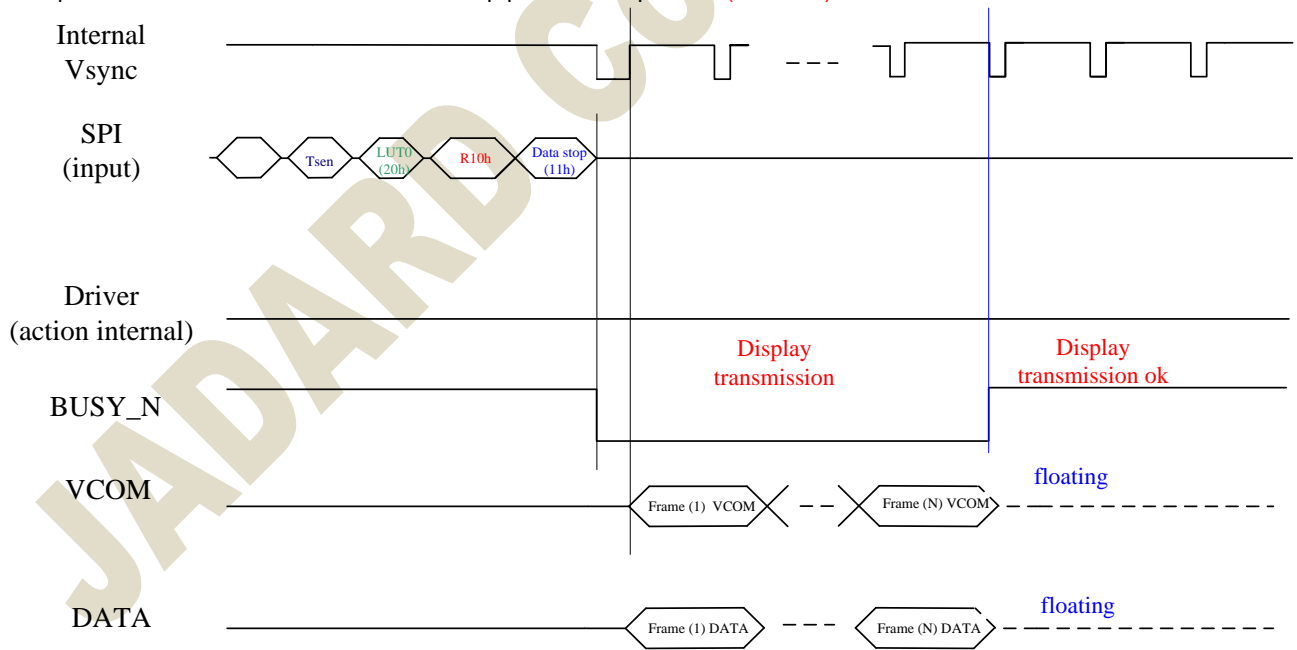 Internal
Vsync
SPI
(input)
Tsen
LUT0
(20h)
R10h
Data stop
(11h)
Driver
(action internal)
Display
transmission
Display
transmission ok
BUSY_N
VCOM
Frame (1) VCOM
Frame (N) VCOM
floating
DATA
Frame (1) DATA
Frame (N) DATA
floating